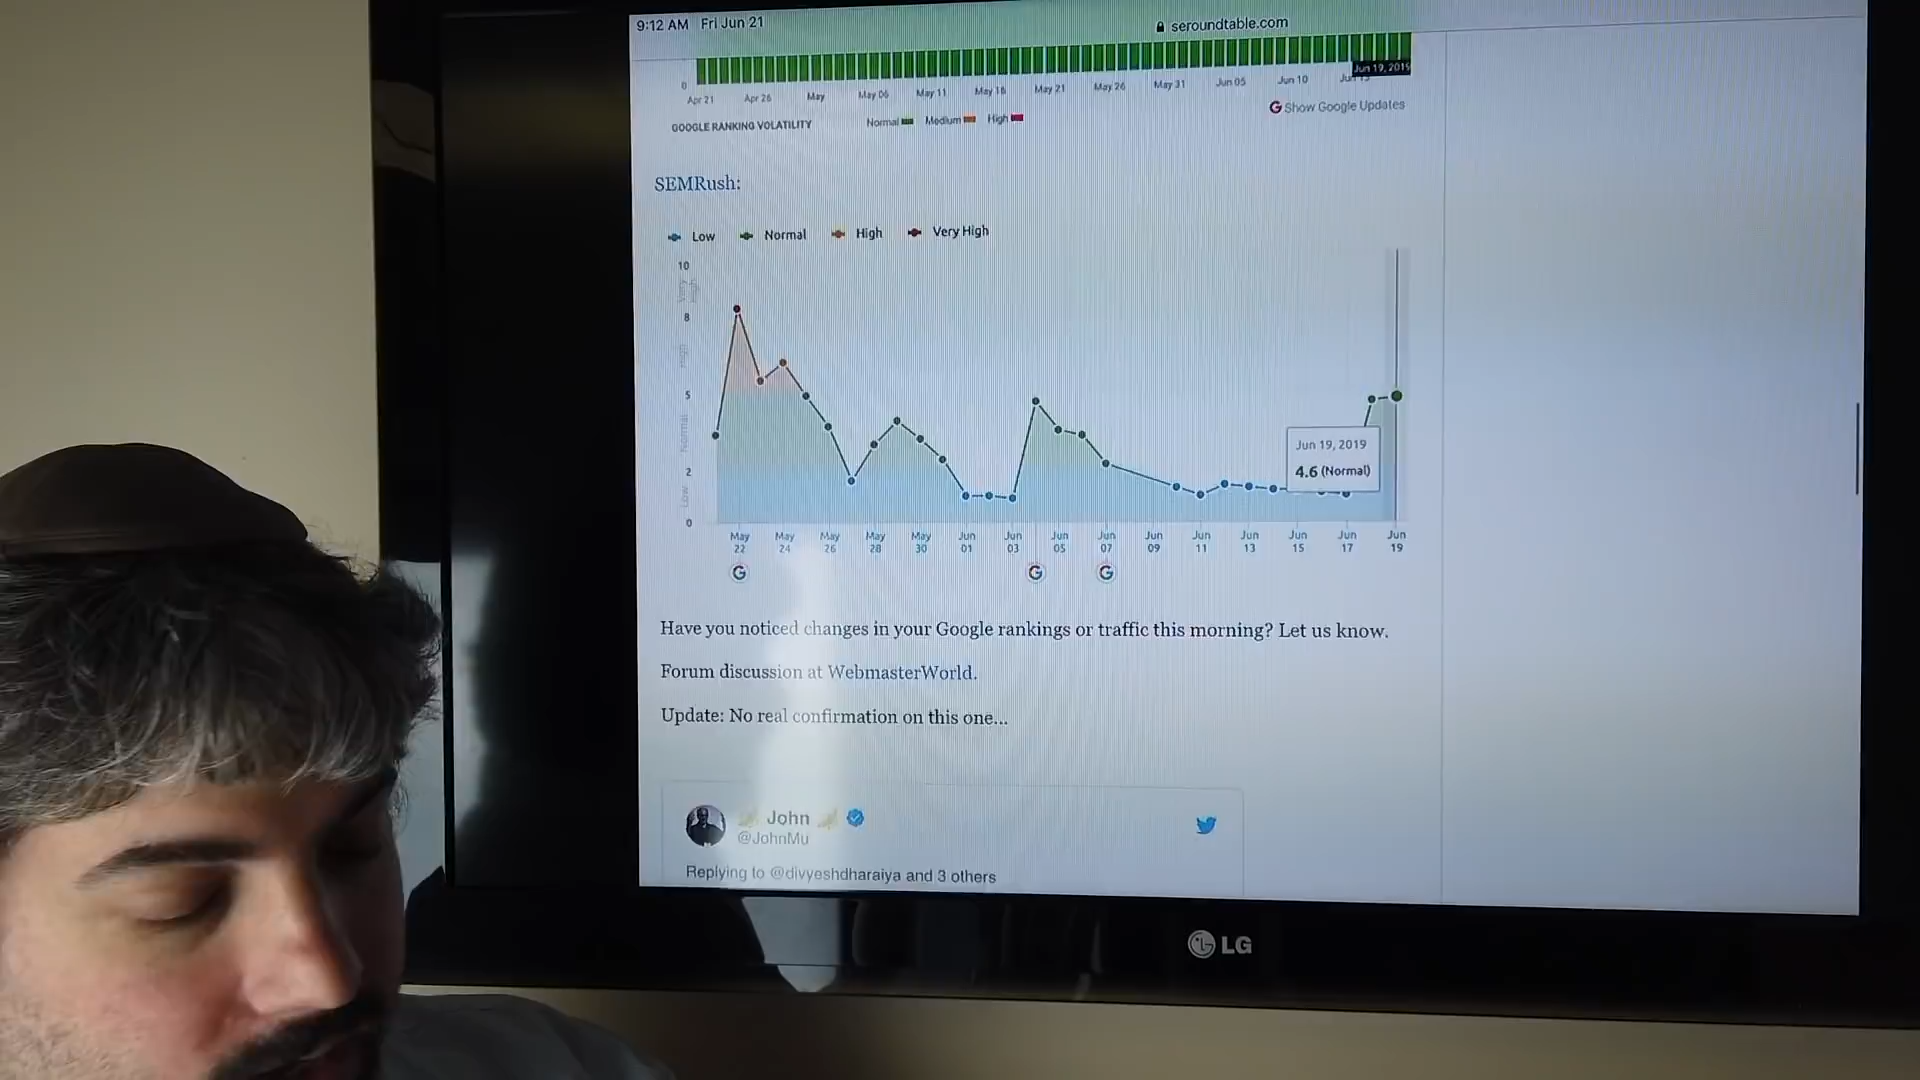 9:12 AM Fri Jun 21
seroundtable.com
0
Jun 19, 2019
Apr 21 Apr 26 May May 06 May 11 May 16 May 21 May 26 May 31 Jun 05 Jun 10
Show Google Updates
GOOGLE RANKING VOLATILITY Normal Medium High
SEMRush:
Low Normal High Very High
10
Very High
8
High
5
Normal
2
Low
0
Jun 19, 2019
4.6 (Normal)
May 22 May 24 May 26 May 28 May 30 Jun 01 Jun 03 Jun 05 Jun 07 Jun 09 Jun 11 Jun 13 Jun 15 Jun 17 Jun 19
G G G
Have you noticed changes in your Google rankings or traffic this morning? Let us know.
Forum discussion at WebmasterWorld.
Update: No real confirmation on this one...
John
@JohnMu
Replying to @divyeshdharaiya and 3 others
LG